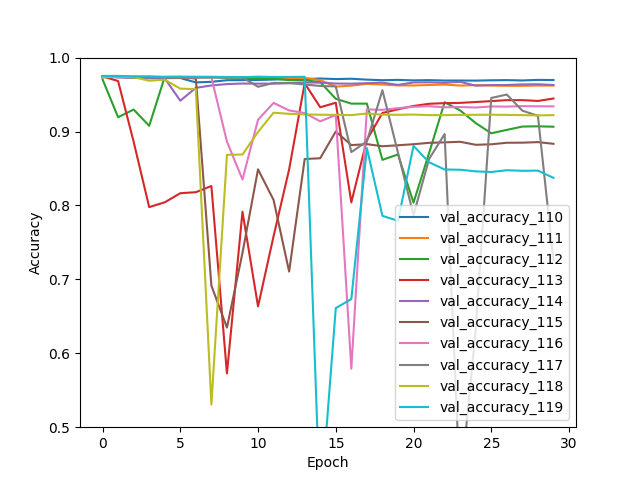 1.0
0.9
0.8
0.7
0.6
0.5
Accuracy
val_accuracy_110
val_accuracy_111
val_accuracy_112
val_accuracy_113
val_accuracy_114
val_accuracy_115
val_accuracy_116
val_accuracy_117
val_accuracy_118
val_accuracy_119
0 5 10 15 20 25 30
Epoch